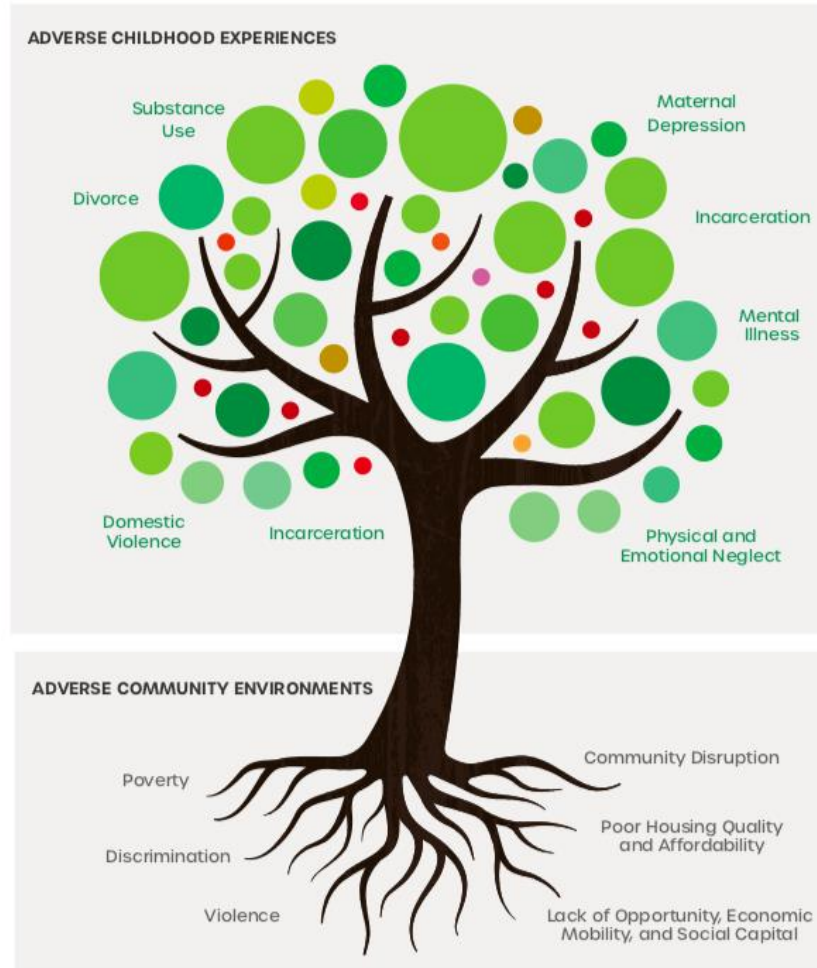 ADVERSE CHILDHOOD EXPERIENCES
Substance
Use
Maternal
Depression
Divorce
Incarceration
Mental
Illness
Domestic
Violence
Incarceration
Physical and
Emotional Neglect
ADVERSE COMMUNITY ENVIRONMENTS
Poverty
Community Disruption
Discrimination
Poor Housing Quality
and Affordability
Violence
Lack of Opportunity, Economic
Mobility, and Social Capital